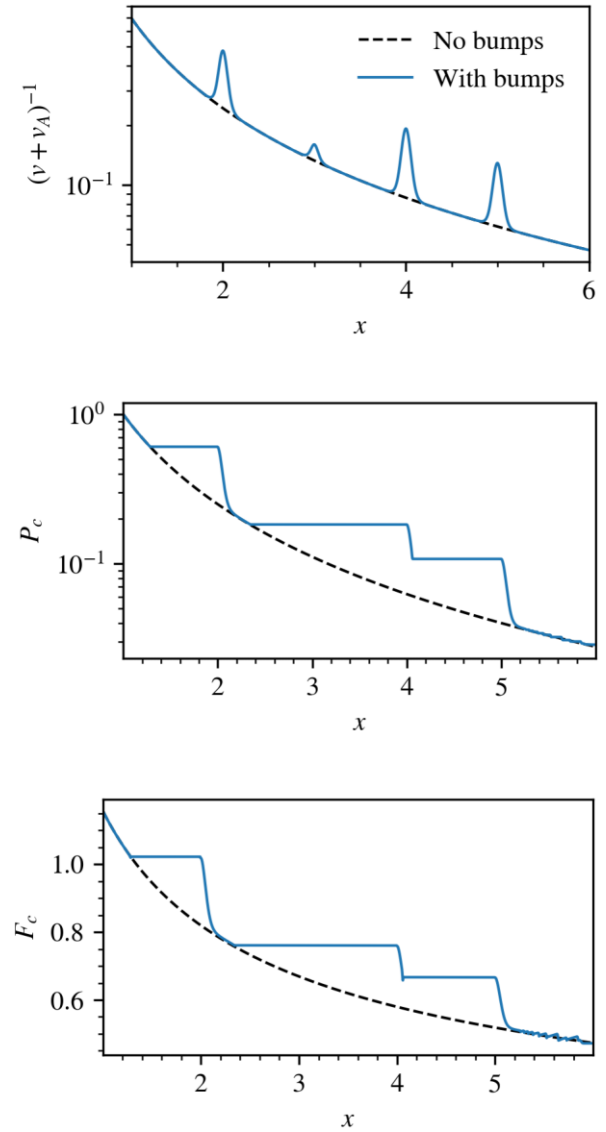 No bumps
With bumps
(v + v_A)^{-1}
10^{-1}
2 4 6
x
10^0
P_c
10^{-1}
2 3 4 5
x
1.0
F_c
0.8
0.6
2 3 4 5
x